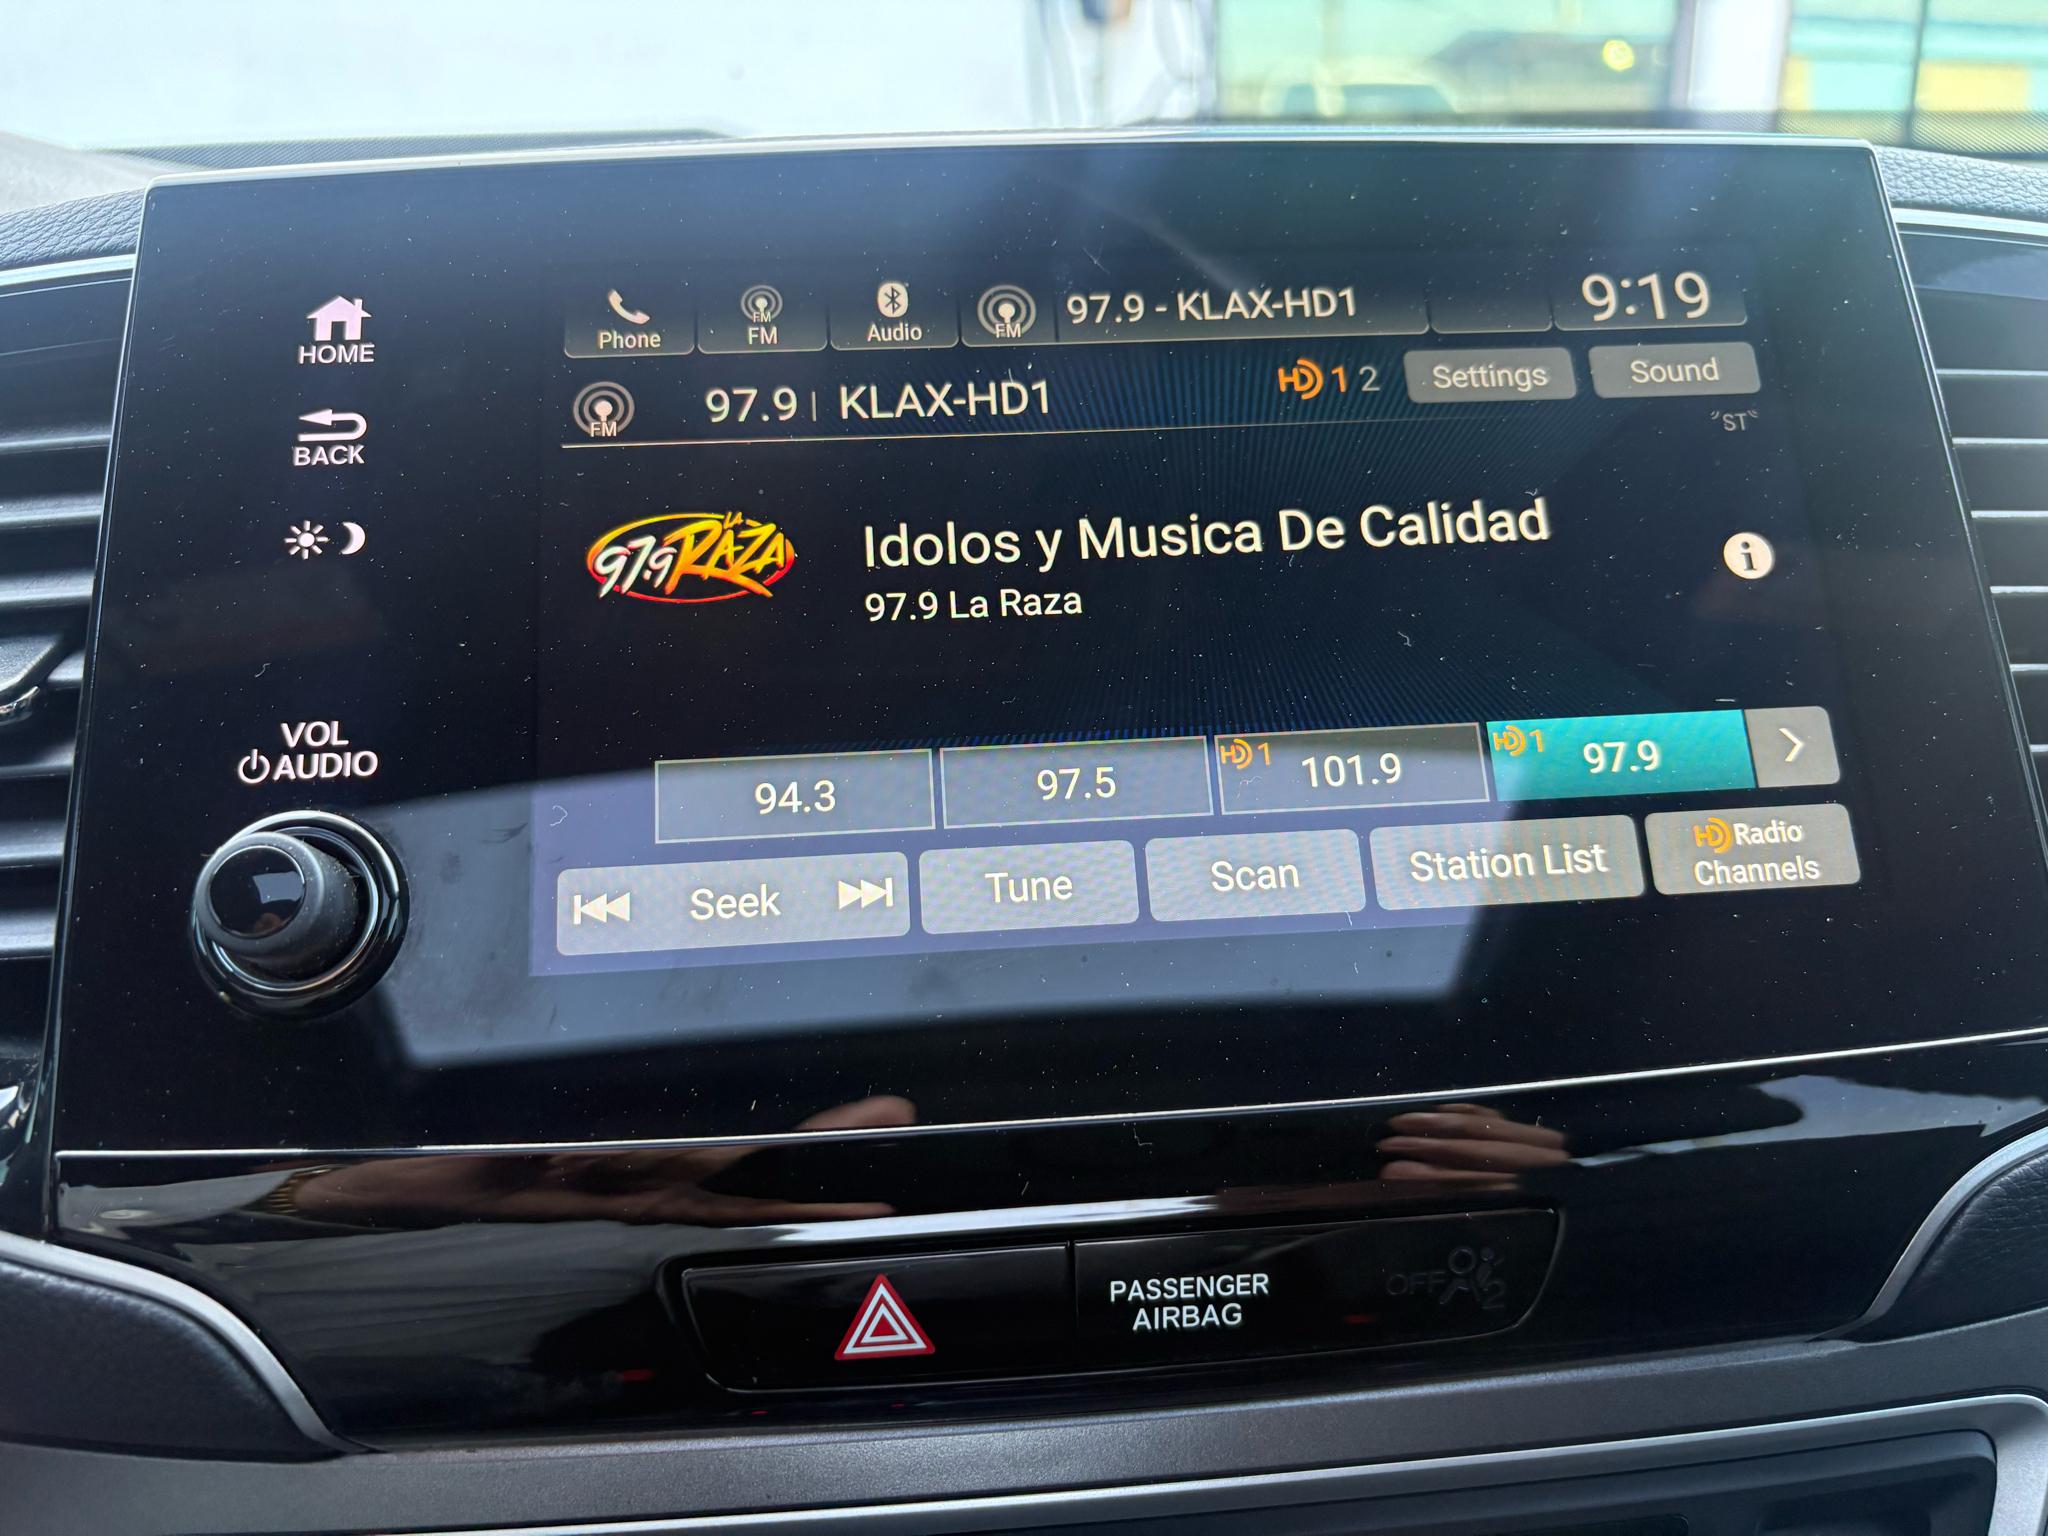 HOME
BACK
VOL
AUDIO
Phone
FM
FM
Audio
FM
97.9 - KLAX-HD1
9:19
FM
97.9 | KLAX-HD1
HD 1 2
Settings
Sound
"ST"
97.9 LA RAZA
Idolos y Musica De Calidad
97.9 La Raza
i
94.3
97.5
HD 1 101.9
HD 1 97.9
Seek
Tune
Scan
Station List
HD Radio
Channels
PASSENGER
AIRBAG
OFF
2